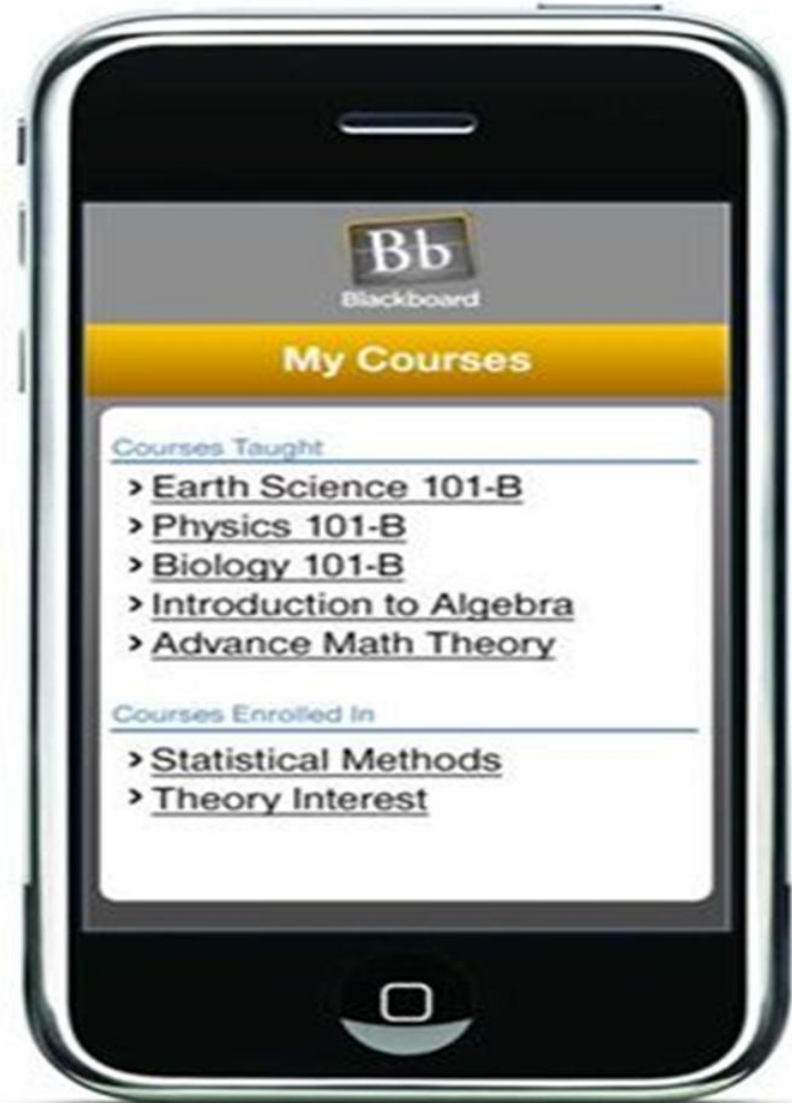 Bb
Blackboard
My Courses
Courses Taught
> Earth Science 101-B
> Physics 101-B
> Biology 101-B
> Introduction to Algebra
> Advance Math Theory
Courses Enrolled In
> Statistical Methods
> Theory Interest